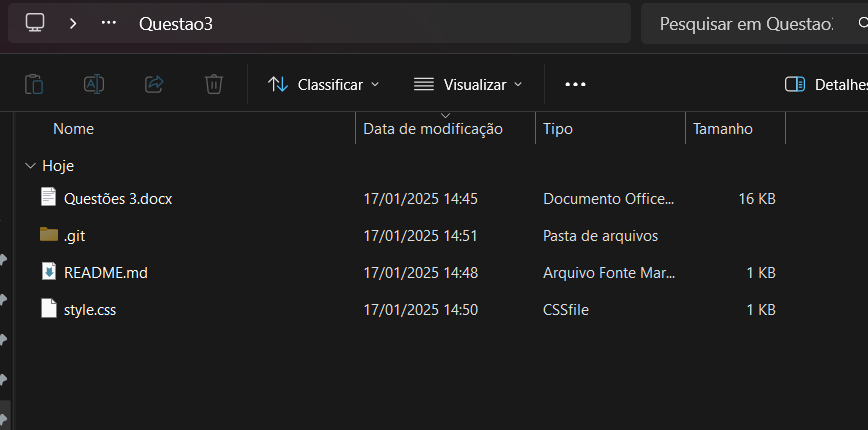 Questao3
Pesquisar em Questao
Classificar
Visualizar
Detalhes
Nome Data de modificação Tipo Tamanho
Hoje
Questões 3.docx 17/01/2025 14:45 Documento Office... 16 KB
.git 17/01/2025 14:51 Pasta de arquivos
README.md 17/01/2025 14:48 Arquivo Fonte Mar... 1 KB
style.css 17/01/2025 14:50 CSSfile 1 KB